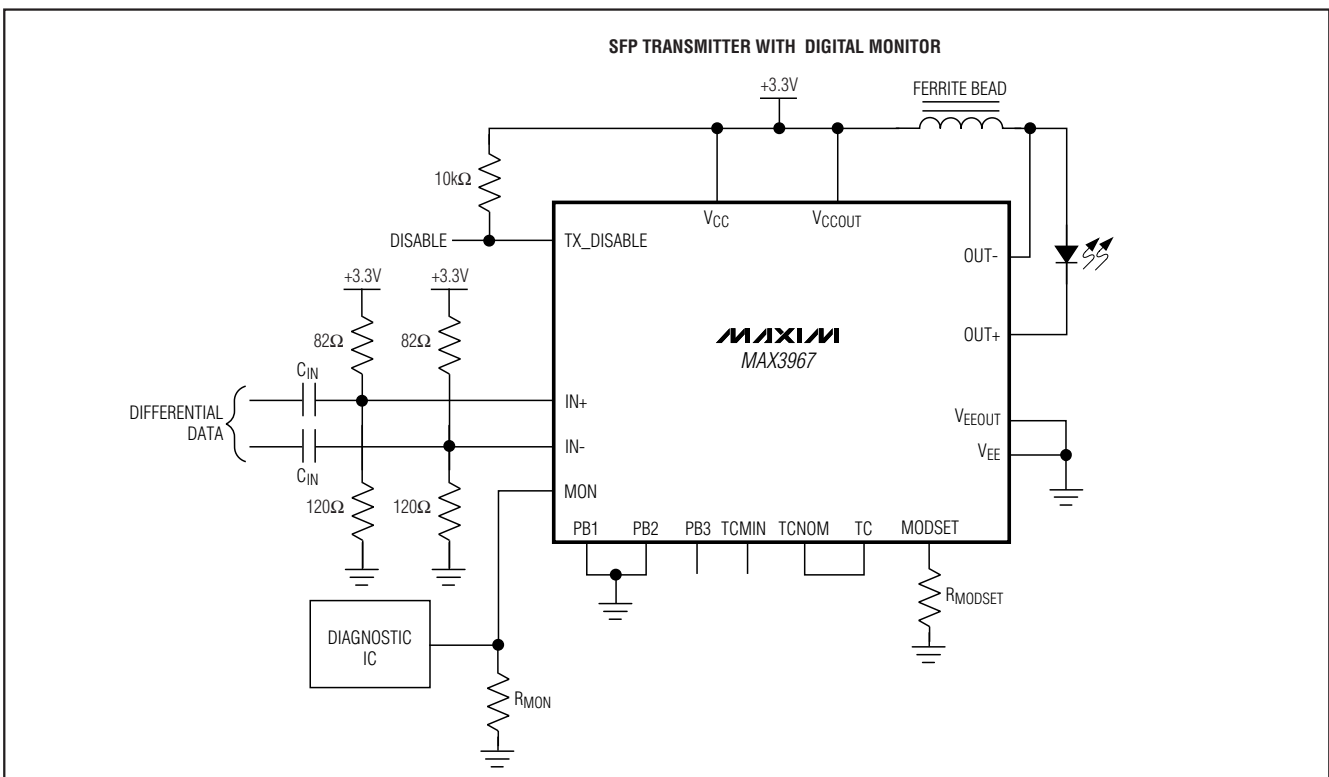 SFP TRANSMITTER WITH DIGITAL MONITOR
+3.3V
FERRITE BEAD
10kΩ
VCC
VCCOUT
DISABLE
TX_DISABLE
OUT-
+3.3V
+3.3V
82Ω
82Ω
MAXIM
MAX3967
OUT+
CIN
DIFFERENTIAL
DATA
IN+
IN-
CIN
VEEOUT
VEE
MON
120Ω
120Ω
PB1
PB2
PB3
TCMIN
TCNOM
TC
MODSET
RMODSET
DIAGNOSTIC
IC
RMON